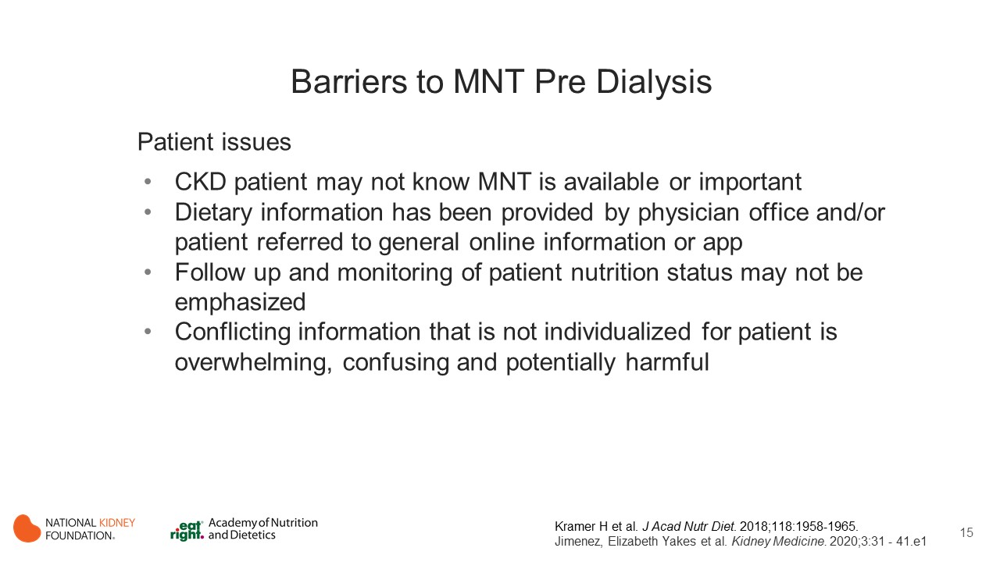 Barriers to MNT Pre Dialysis
Patient issues
• CKD patient may not know MNT is available or important
• Dietary information has been provided by physician office and/or
patient referred to general online information or app
• Follow up and monitoring of patient nutrition status may not be
emphasized
• Conflicting information that is not individualized for patient is
overwhelming, confusing and potentially harmful
NATIONAL KIDNEY
FOUNDATION®
eat
right.
Academy of Nutrition
and Dietetics
Kramer H et al. J Acad Nutr Diet. 2018;118:1958-1965.
Jimenez, Elizabeth Yakes et al. Kidney Medicine. 2020;3:31 - 41.e1
15